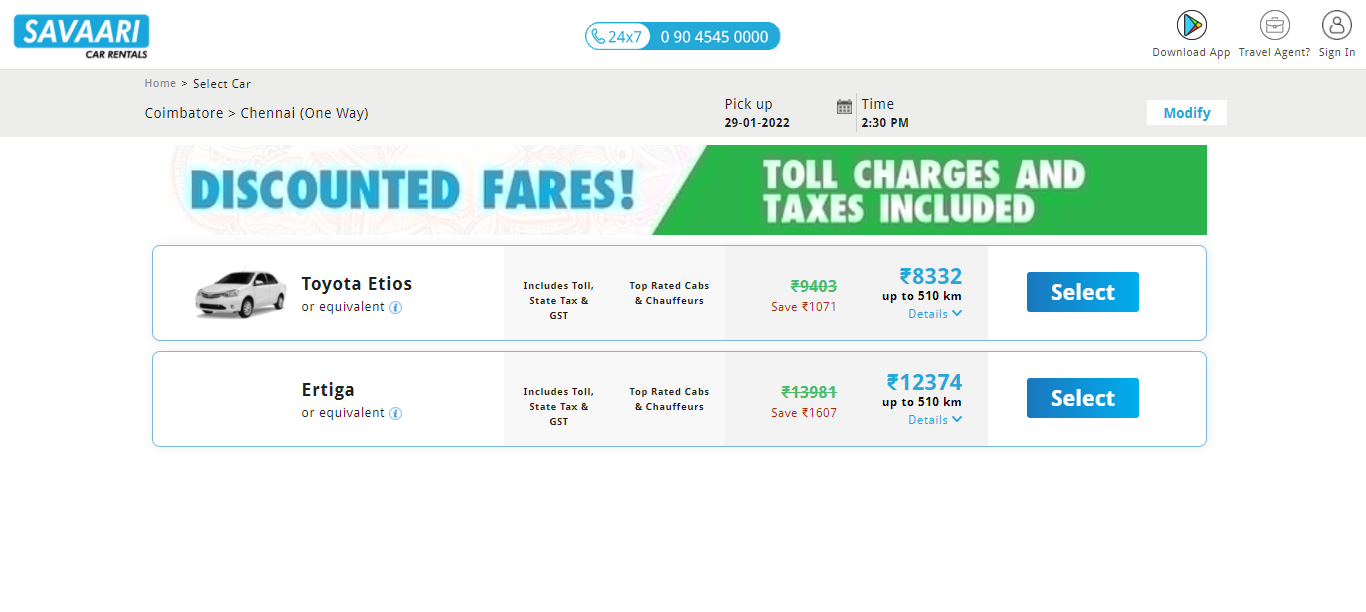 SAVAARI
CAR RENTALS
24x7 0 90 4545 0000
Download App
Travel Agent?
Sign In
Home > Select Car
Coimbatore > Chennai (One Way)
Pick up
29-01-2022
Time
2:30 PM
Modify
DISCOUNTED FARES!
TOLL CHARGES AND
TAXES INCLUDED
Toyota Etios
or equivalent i
Includes Toll,
State Tax &
GST
Top Rated Cabs
& Chauffeurs
₹9403
Save ₹1071
₹8332
up to 510 km
Details
Select
Ertiga
or equivalent i
Includes Toll,
State Tax &
GST
Top Rated Cabs
& Chauffeurs
₹13981
Save ₹1607
₹12374
up to 510 km
Details
Select